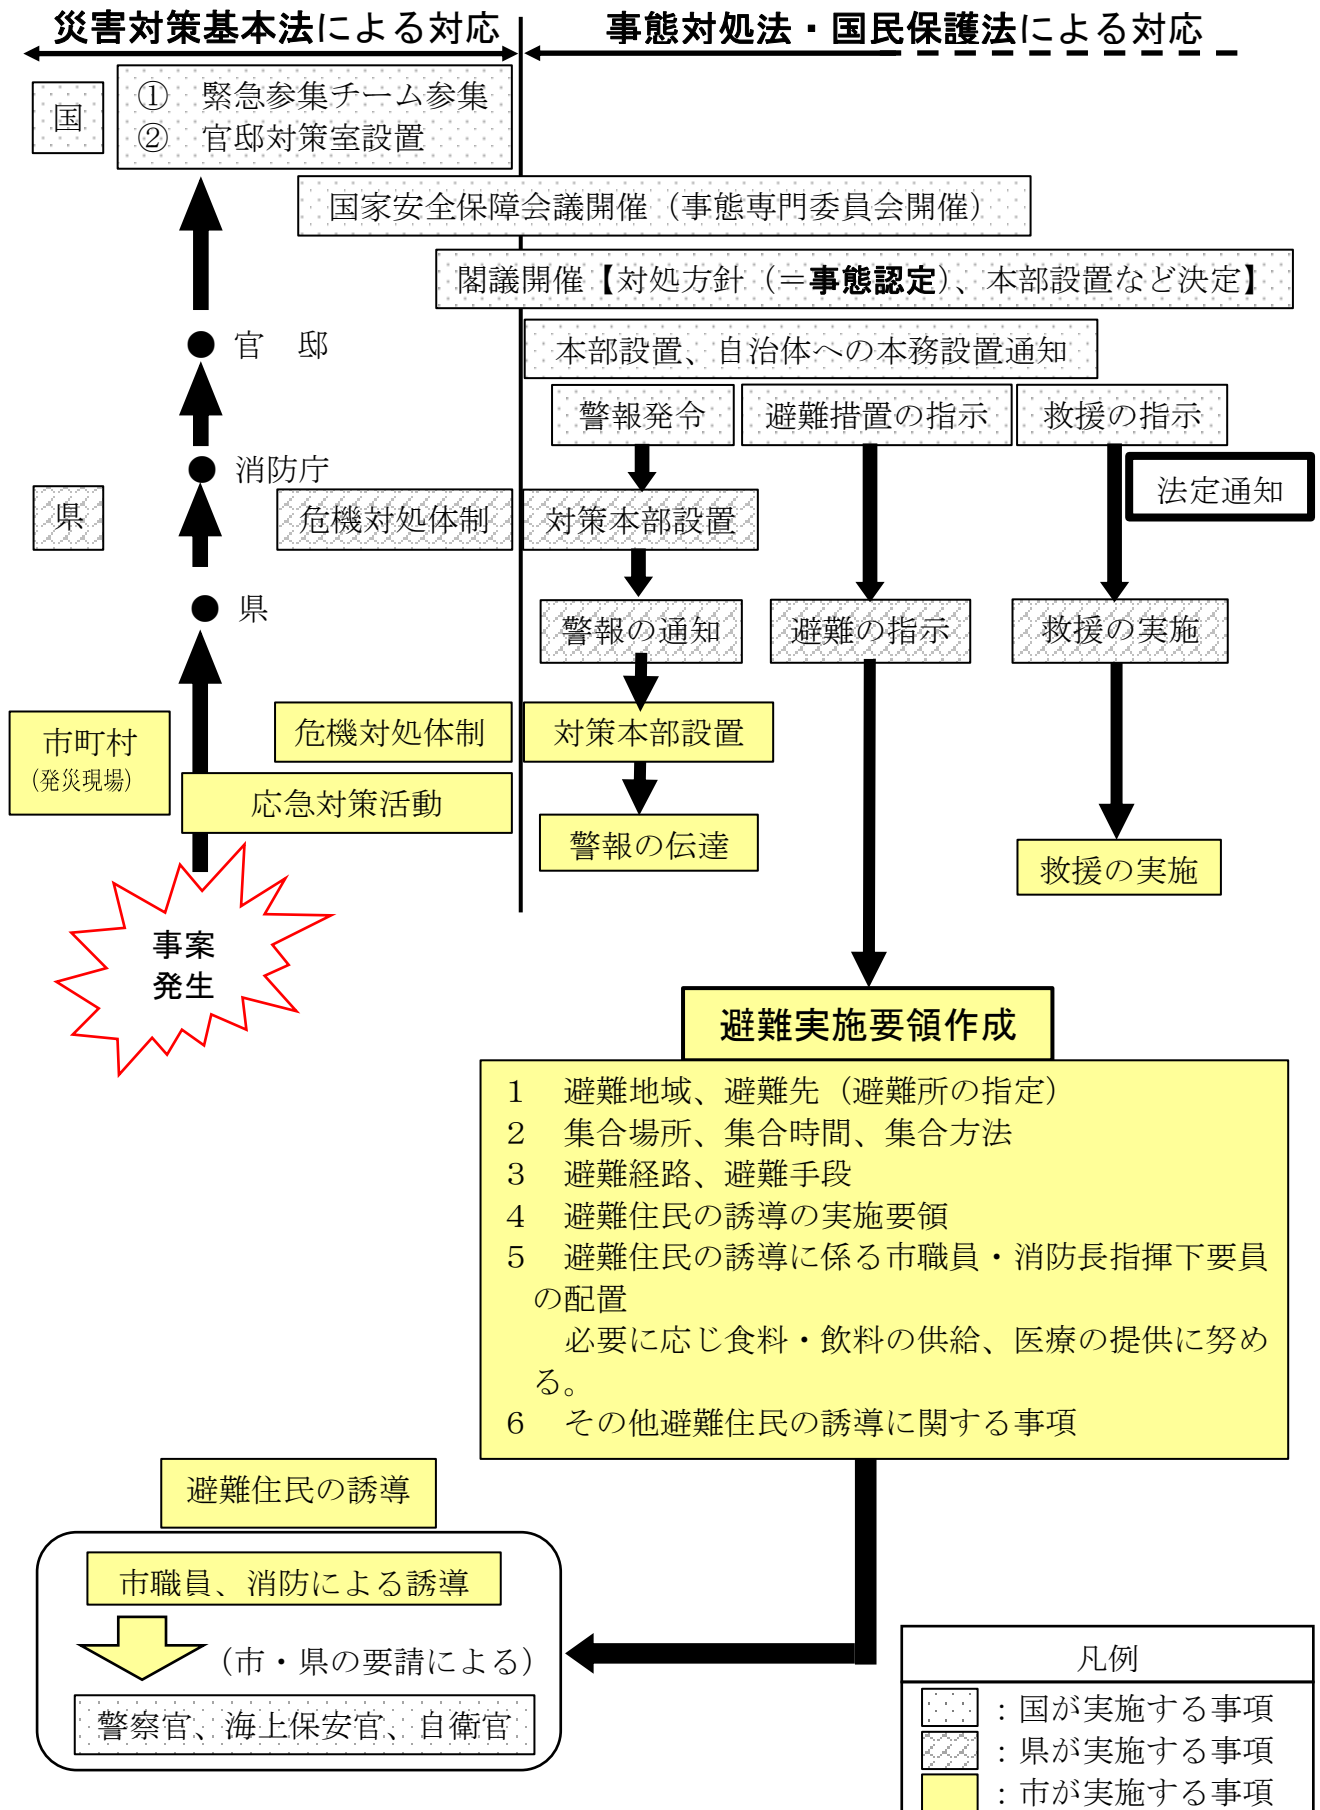 災害対策基本法による対応
事態対処法・国民保護法による対応
国
① 緊急参集チーム参集
② 官邸対策室設置
国家安全保障会議開催（事態専門委員会開催）
閣議開催【対処方針（＝事態認定）、本部設置など決定】
官　邸
本部設置、自治体への本務設置通知
警報発令
避難措置の指示
救援の指示
消防庁
法定通知
県
危機対処体制
対策本部設置
県
警報の通知
避難の指示
救援の実施
市町村
（発災現場）
危機対処体制
対策本部設置
応急対策活動
警報の伝達
救援の実施
事案
発生
避難実施要領作成
１　避難地域、避難先（避難所の指定）
２　集合場所、集合時間、集合方法
３　避難経路、避難手段
４　避難住民の誘導の実施要領
５　避難住民の誘導に係る市職員・消防長指揮下要員
の配置
必要に応じ食料・飲料の供給、医療の提供に努め
る。
６　その他避難住民の誘導に関する事項
避難住民の誘導
市職員、消防による誘導
（市・県の要請による）
警察官、海上保安官、自衛官
凡例
：国が実施する事項
：県が実施する事項
：市が実施する事項